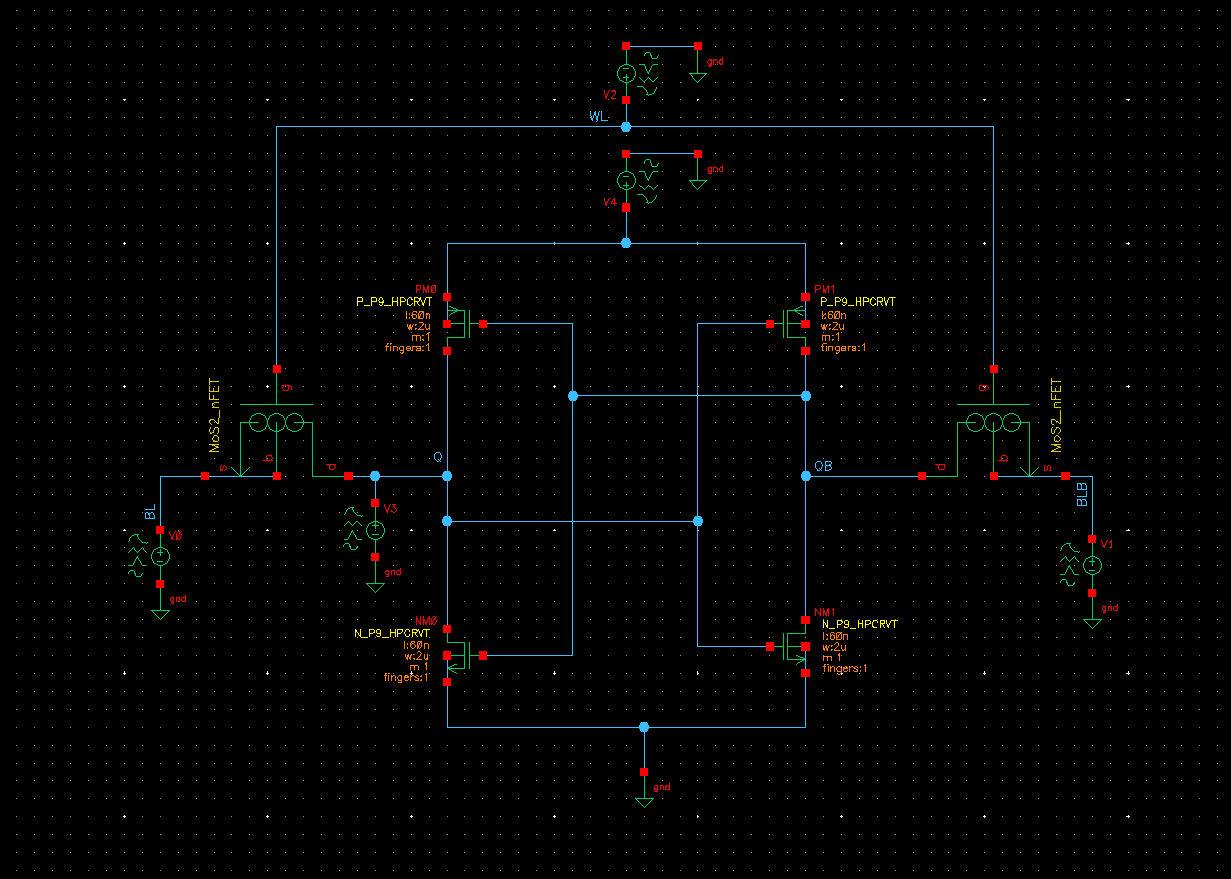 gnd
V2
WL
gnd
V4
PM0
P_P9_HPCRVT
l:60n
w:2u
m:1
fingers:1
PM1
P_P9_HPCRVT
l:60n
w:2u
m:1
fingers:1
MoS2_nFET
g
s
b
d
Q
g
MoS2_nFET
d
b
s
QB
BL
V0
gnd
V3
gnd
BLB
V1
gnd
NM0
N_P9_HPCRVT
l:60n
w:2u
m:1
fingers:1
NM1
N_P9_HPCRVT
l:60n
w:2u
m:1
fingers:1
gnd